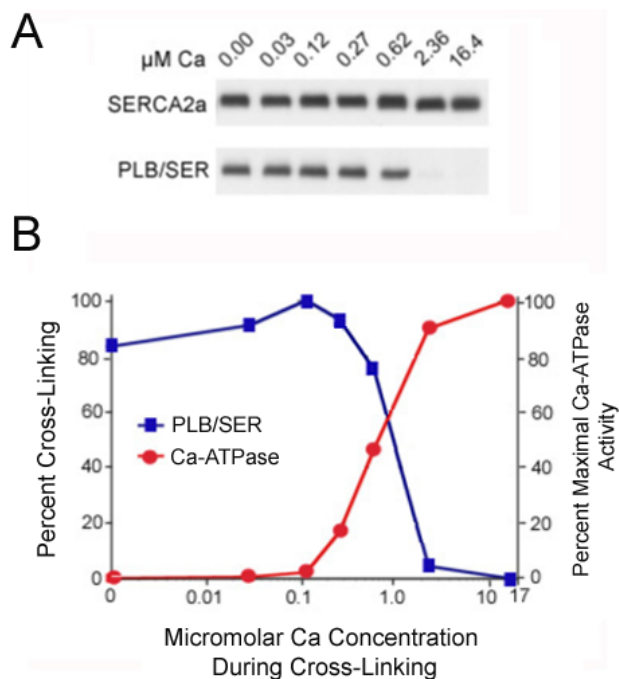 A
µM Ca 0.00 0.03 0.12 0.27 0.62 2.36 16.4
SERCA2a
PLB/SER
B
Percent Cross-Linking
100
80
60
40
20
0
PLB/SER
Ca-ATPase
100
80
60
40
20
0
Percent Maximal Ca-ATPase
Activity
0 0.01 0.1 1.0 10 17
Micromolar Ca Concentration
During Cross-Linking